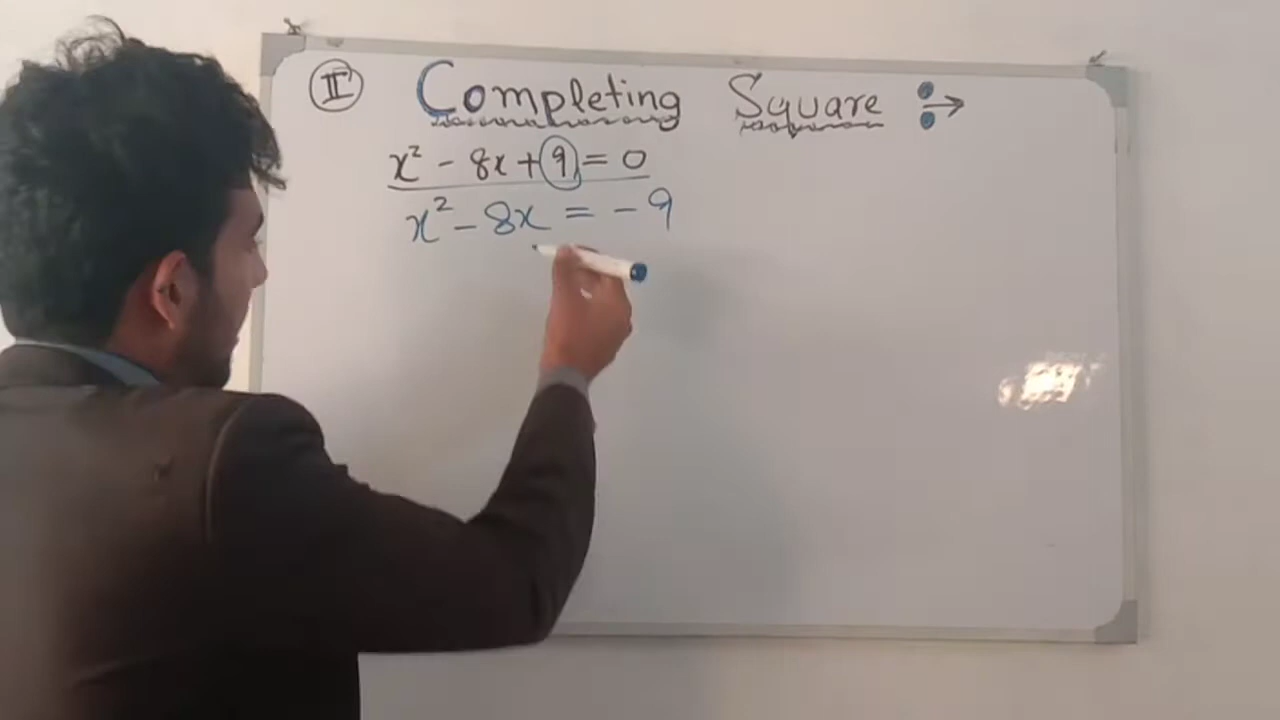 II Completing Square :→
x² - 8x + 9 = 0
x² - 8x = - 9